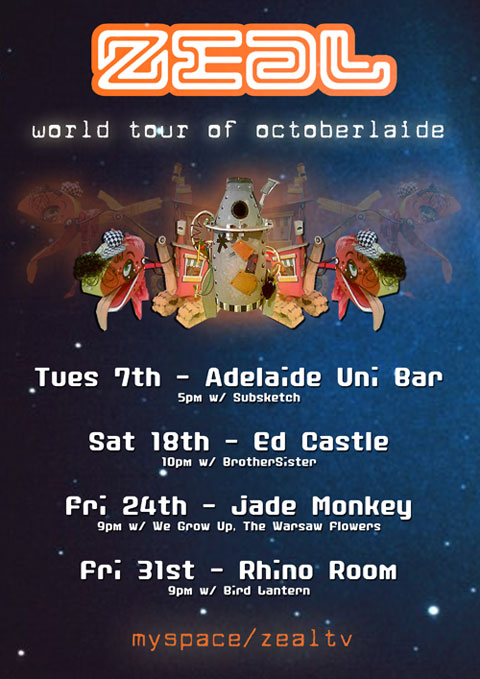 ZEAL
world tour of octoberlaide
Tues 7th - Adelaide Uni Bar
5pm w/ Subsketch
Sat 18th - Ed Castle
10pm w/ BrotherSister
Fri 24th - Jade Monkey
9pm w/ We Grow Up, The Warsaw Flowers
Fri 31st - Rhino Room
9pm w/ Bird Lantern
myspace/zealtv